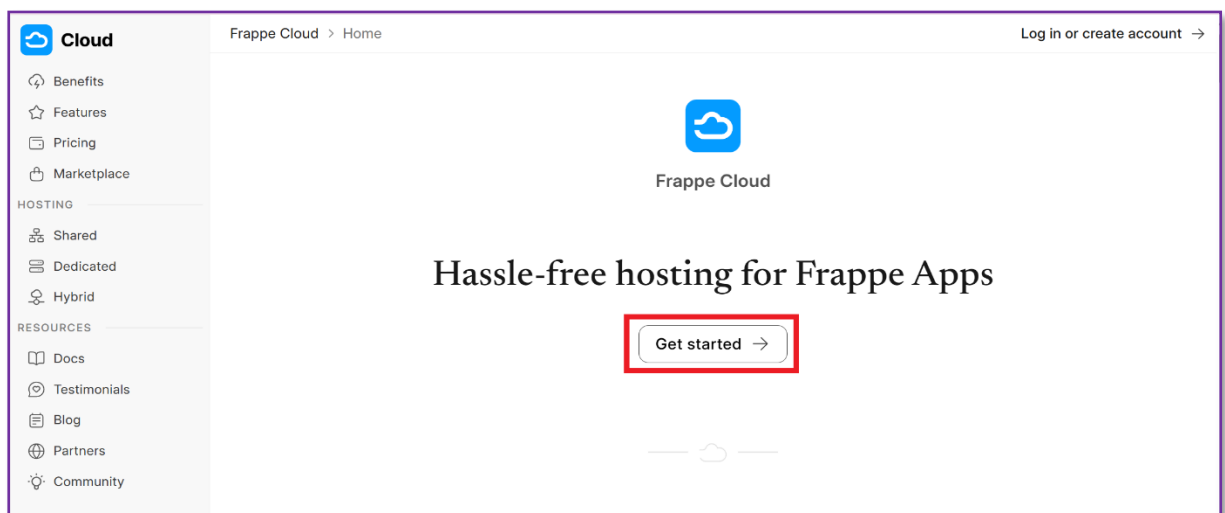 Cloud
Frappe Cloud > Home
Log in or create account →
Benefits
Features
Pricing
Marketplace
HOSTING
Shared
Dedicated
Hybrid
RESOURCES
Docs
Testimonials
Blog
Partners
Community
Frappe Cloud
Hassle-free hosting for Frappe Apps
Get started →